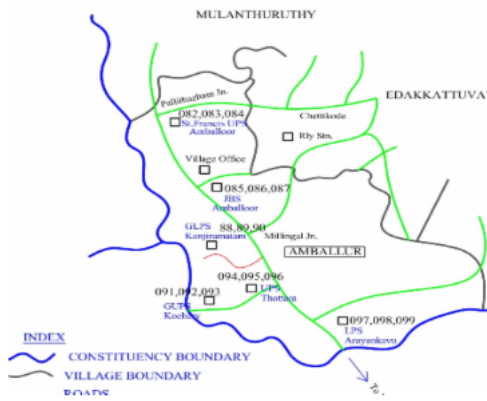 MULANTHURUTHY
EDAKKATTUVA
Pallithazham Jn.
082,083,084
St.Francis UPS
Amballoor
Chettikode
Rly Stn.
Village Office
085,086,087
JBS
Amballoor
88,89,90
GLPS
Kanjiramatam
Millingal Jn.
AMBALLUR
094,095,096
UPS
Thottara
091,092,093
GUPS
097,098,099
LPS
Arayankavu
INDEX
CONSTITUENCY BOUNDARY
VILLAGE BOUNDARY
ROADS
To